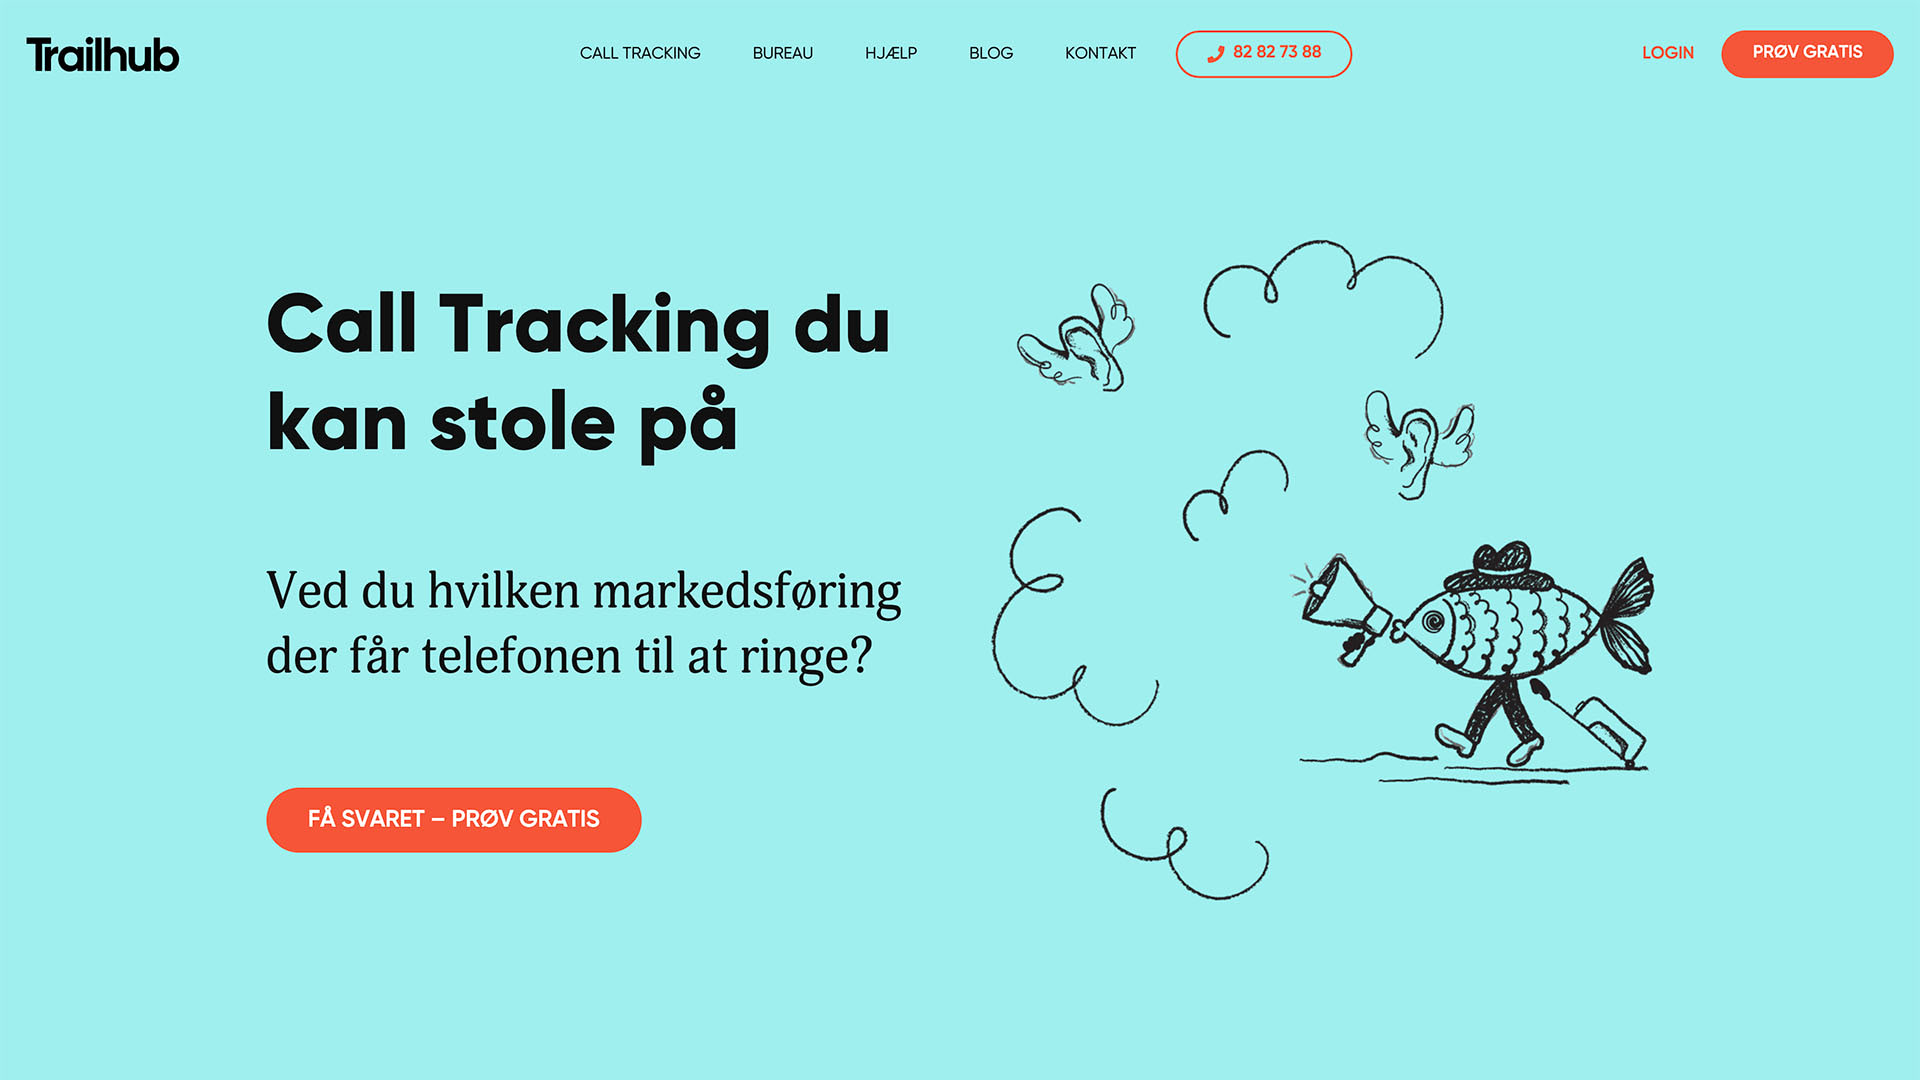 Trailhub
CALL TRACKING
BUREAU
HJÆLP
BLOG
KONTAKT
82 82 73 88
LOGIN
PRØV GRATIS
Call Tracking du
kan stole på
Ved du hvilken markedsføring
der får telefonen til at ringe?
FÅ SVARET – PRØV GRATIS